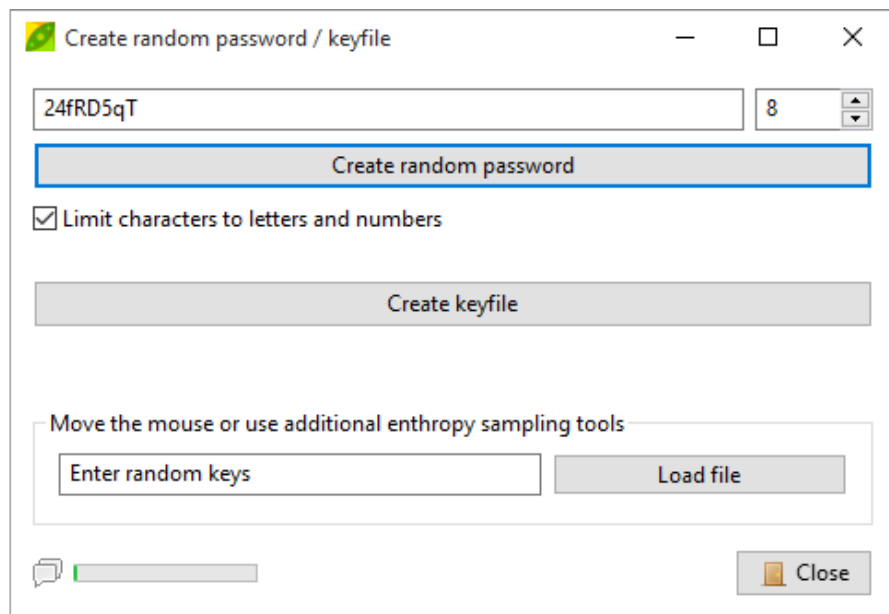 Create random password / keyfile
24fRD5qT 8
Create random password
Limit characters to letters and numbers
Create keyfile
Move the mouse or use additional enthropy sampling tools
Enter random keys Load file
Close